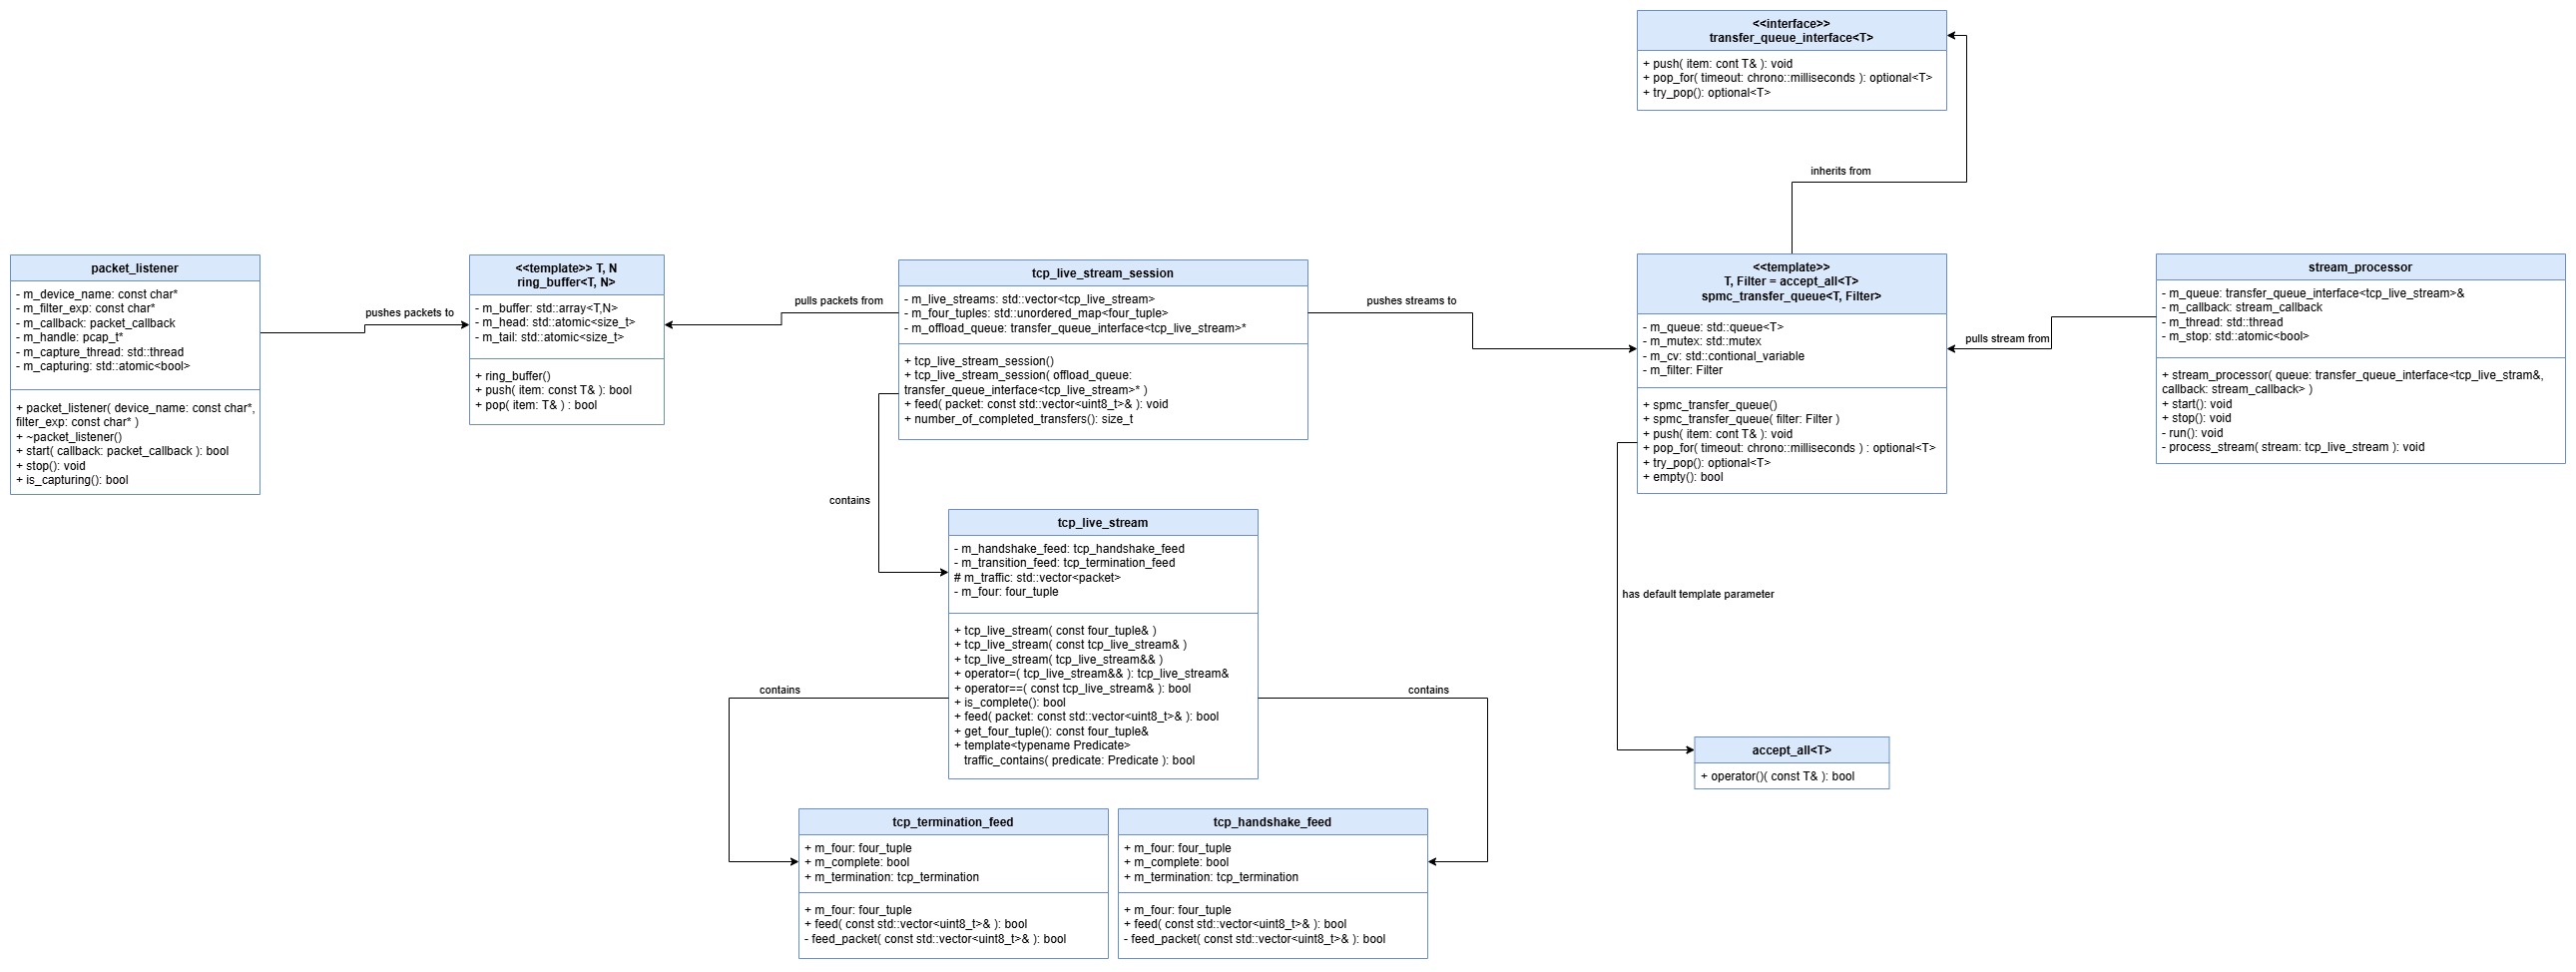 <<interface>>
transfer_queue_interface<T>
+ push( item: cont T& ): void
+ pop_for( timeout: chrono::milliseconds ): optional<T>
+ try_pop(): optional<T>
inherits from
packet_listener
- m_device_name: const char*
- m_filter_exp: const char*
- m_callback: packet_callback
- m_handle: pcap_t*
- m_capture_thread: std::thread
- m_capturing: std::atomic<bool>
+ packet_listener( device_name: const char*,
filter_exp: const char* )
+ ~packet_listener()
+ start( callback: packet_callback ): bool
+ stop(): void
+ is_capturing(): bool
pushes packets to
<<template>> T, N
ring_buffer<T, N>
- m_buffer: std::array<T,N>
- m_head: std::atomic<size_t>
- m_tail: std::atomic<size_t>
+ ring_buffer()
+ push( item: const T& ): bool
+ pop( item: T& ) : bool
pulls packets from
tcp_live_stream_session
- m_live_streams: std::vector<tcp_live_stream>
- m_four_tuples: std::unordered_map<four_tuple>
- m_offload_queue: transfer_queue_interface<tcp_live_stream>*
+ tcp_live_stream_session()
+ tcp_live_stream_session( offload_queue:
transfer_queue_interface<tcp_live_stream>* )
+ feed( packet: const std::vector<uint8_t>& ): void
+ number_of_completed_transfers(): size_t
pushes streams to
<<template>>
T, Filter = accept_all<T>
spmc_transfer_queue<T, Filter>
- m_queue: std::queue<T>
- m_mutex: std::mutex
- m_cv: std::contional_variable
- m_filter: Filter
+ spmc_transfer_queue()
+ spmc_transfer_queue( filter: Filter )
+ push( item: cont T& ): void
+ pop_for( timeout: chrono::milliseconds ) : optional<T>
+ try_pop(): optional<T>
+ empty(): bool
pulls stream from
stream_processor
- m_queue: transfer_queue_interface<tcp_live_stream>&
- m_callback: stream_callback
- m_thread: std::thread
- m_stop: std::atomic<bool>
+ stream_processor( queue: transfer_queue_interface<tcp_live_stram&,
callback: stream_callback> )
+ start(): void
+ stop(): void
- run(): void
- process_stream( stream: tcp_live_stream ): void
contains
tcp_live_stream
- m_handshake_feed: tcp_handshake_feed
- m_transition_feed: tcp_termination_feed
# m_traffic: std::vector<packet>
- m_four: four_tuple
+ tcp_live_stream( const four_tuple& )
+ tcp_live_stream( const tcp_live_stream& )
+ tcp_live_stream( tcp_live_stream&& )
+ operator=( tcp_live_stream&& ): tcp_live_stream&
+ operator==( const tcp_live_stream& ): bool
+ is_complete(): bool
+ feed( packet: const std::vector<uint8_t>& ): bool
+ get_four_tuple(): const four_tuple&
+ template<typename Predicate>
traffic_contains( predicate: Predicate ): bool
has default template parameter
contains
contains
accept_all<T>
+ operator()( const T& ): bool
tcp_termination_feed
+ m_four: four_tuple
+ m_complete: bool
+ m_termination: tcp_termination
+ m_four: four_tuple
+ feed( const std::vector<uint8_t>& ): bool
- feed_packet( const std::vector<uint8_t>& ): bool
tcp_handshake_feed
+ m_four: four_tuple
+ m_complete: bool
+ m_termination: tcp_termination
+ m_four: four_tuple
+ feed( const std::vector<uint8_t>& ): bool
- feed_packet( const std::vector<uint8_t>& ): bool